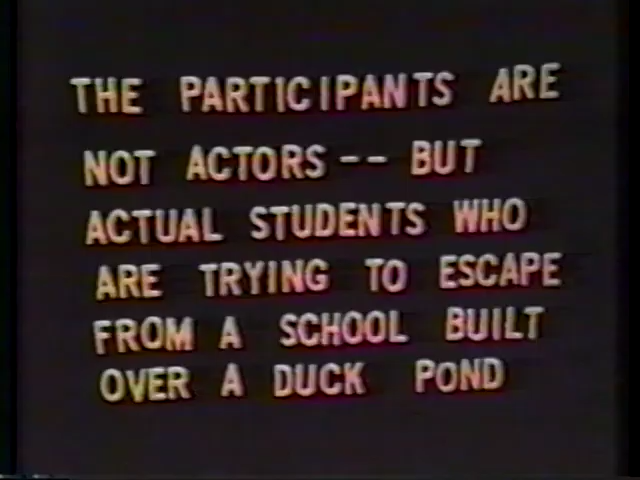 THE PARTICIPANTS ARE
NOT ACTORS -- BUT
ACTUAL STUDENTS WHO
ARE TRYING TO ESCAPE
FROM A SCHOOL BUILT
OVER A DUCK POND